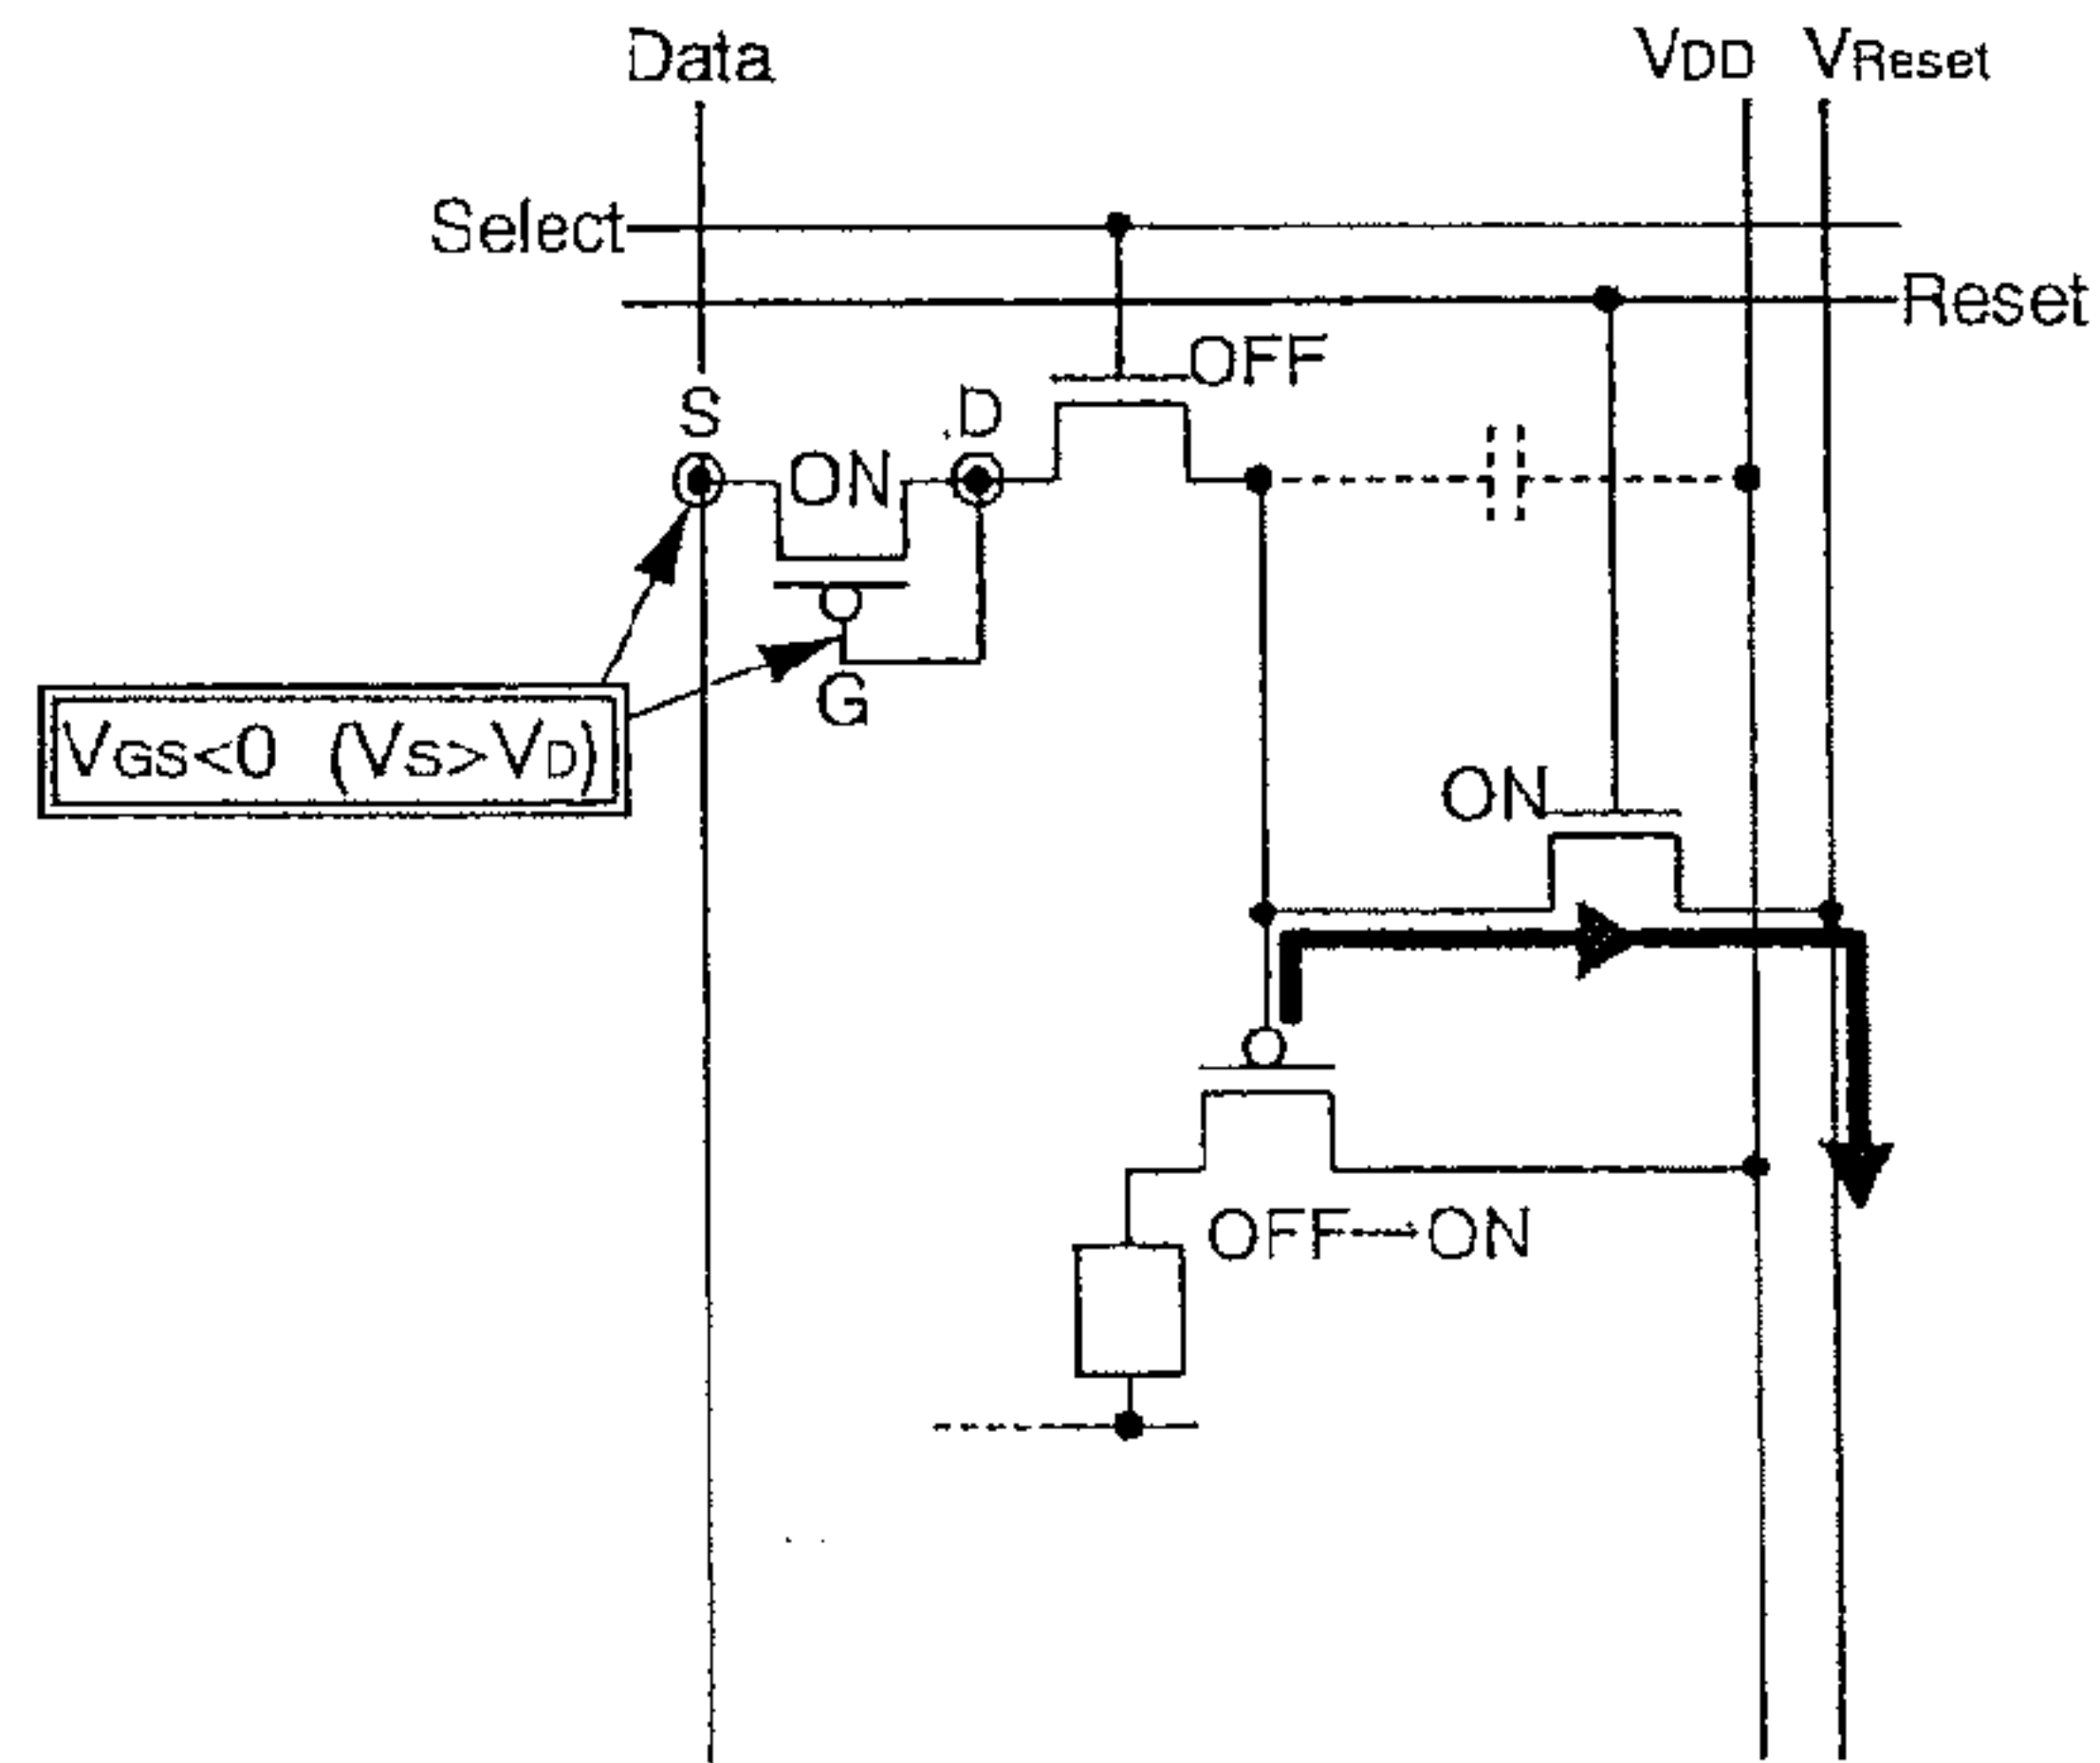 Data
VDD
VReset
Select
Reset
OFF
S
D
ON
G
VGS<0 (VS>VD)
ON
OFF→ON